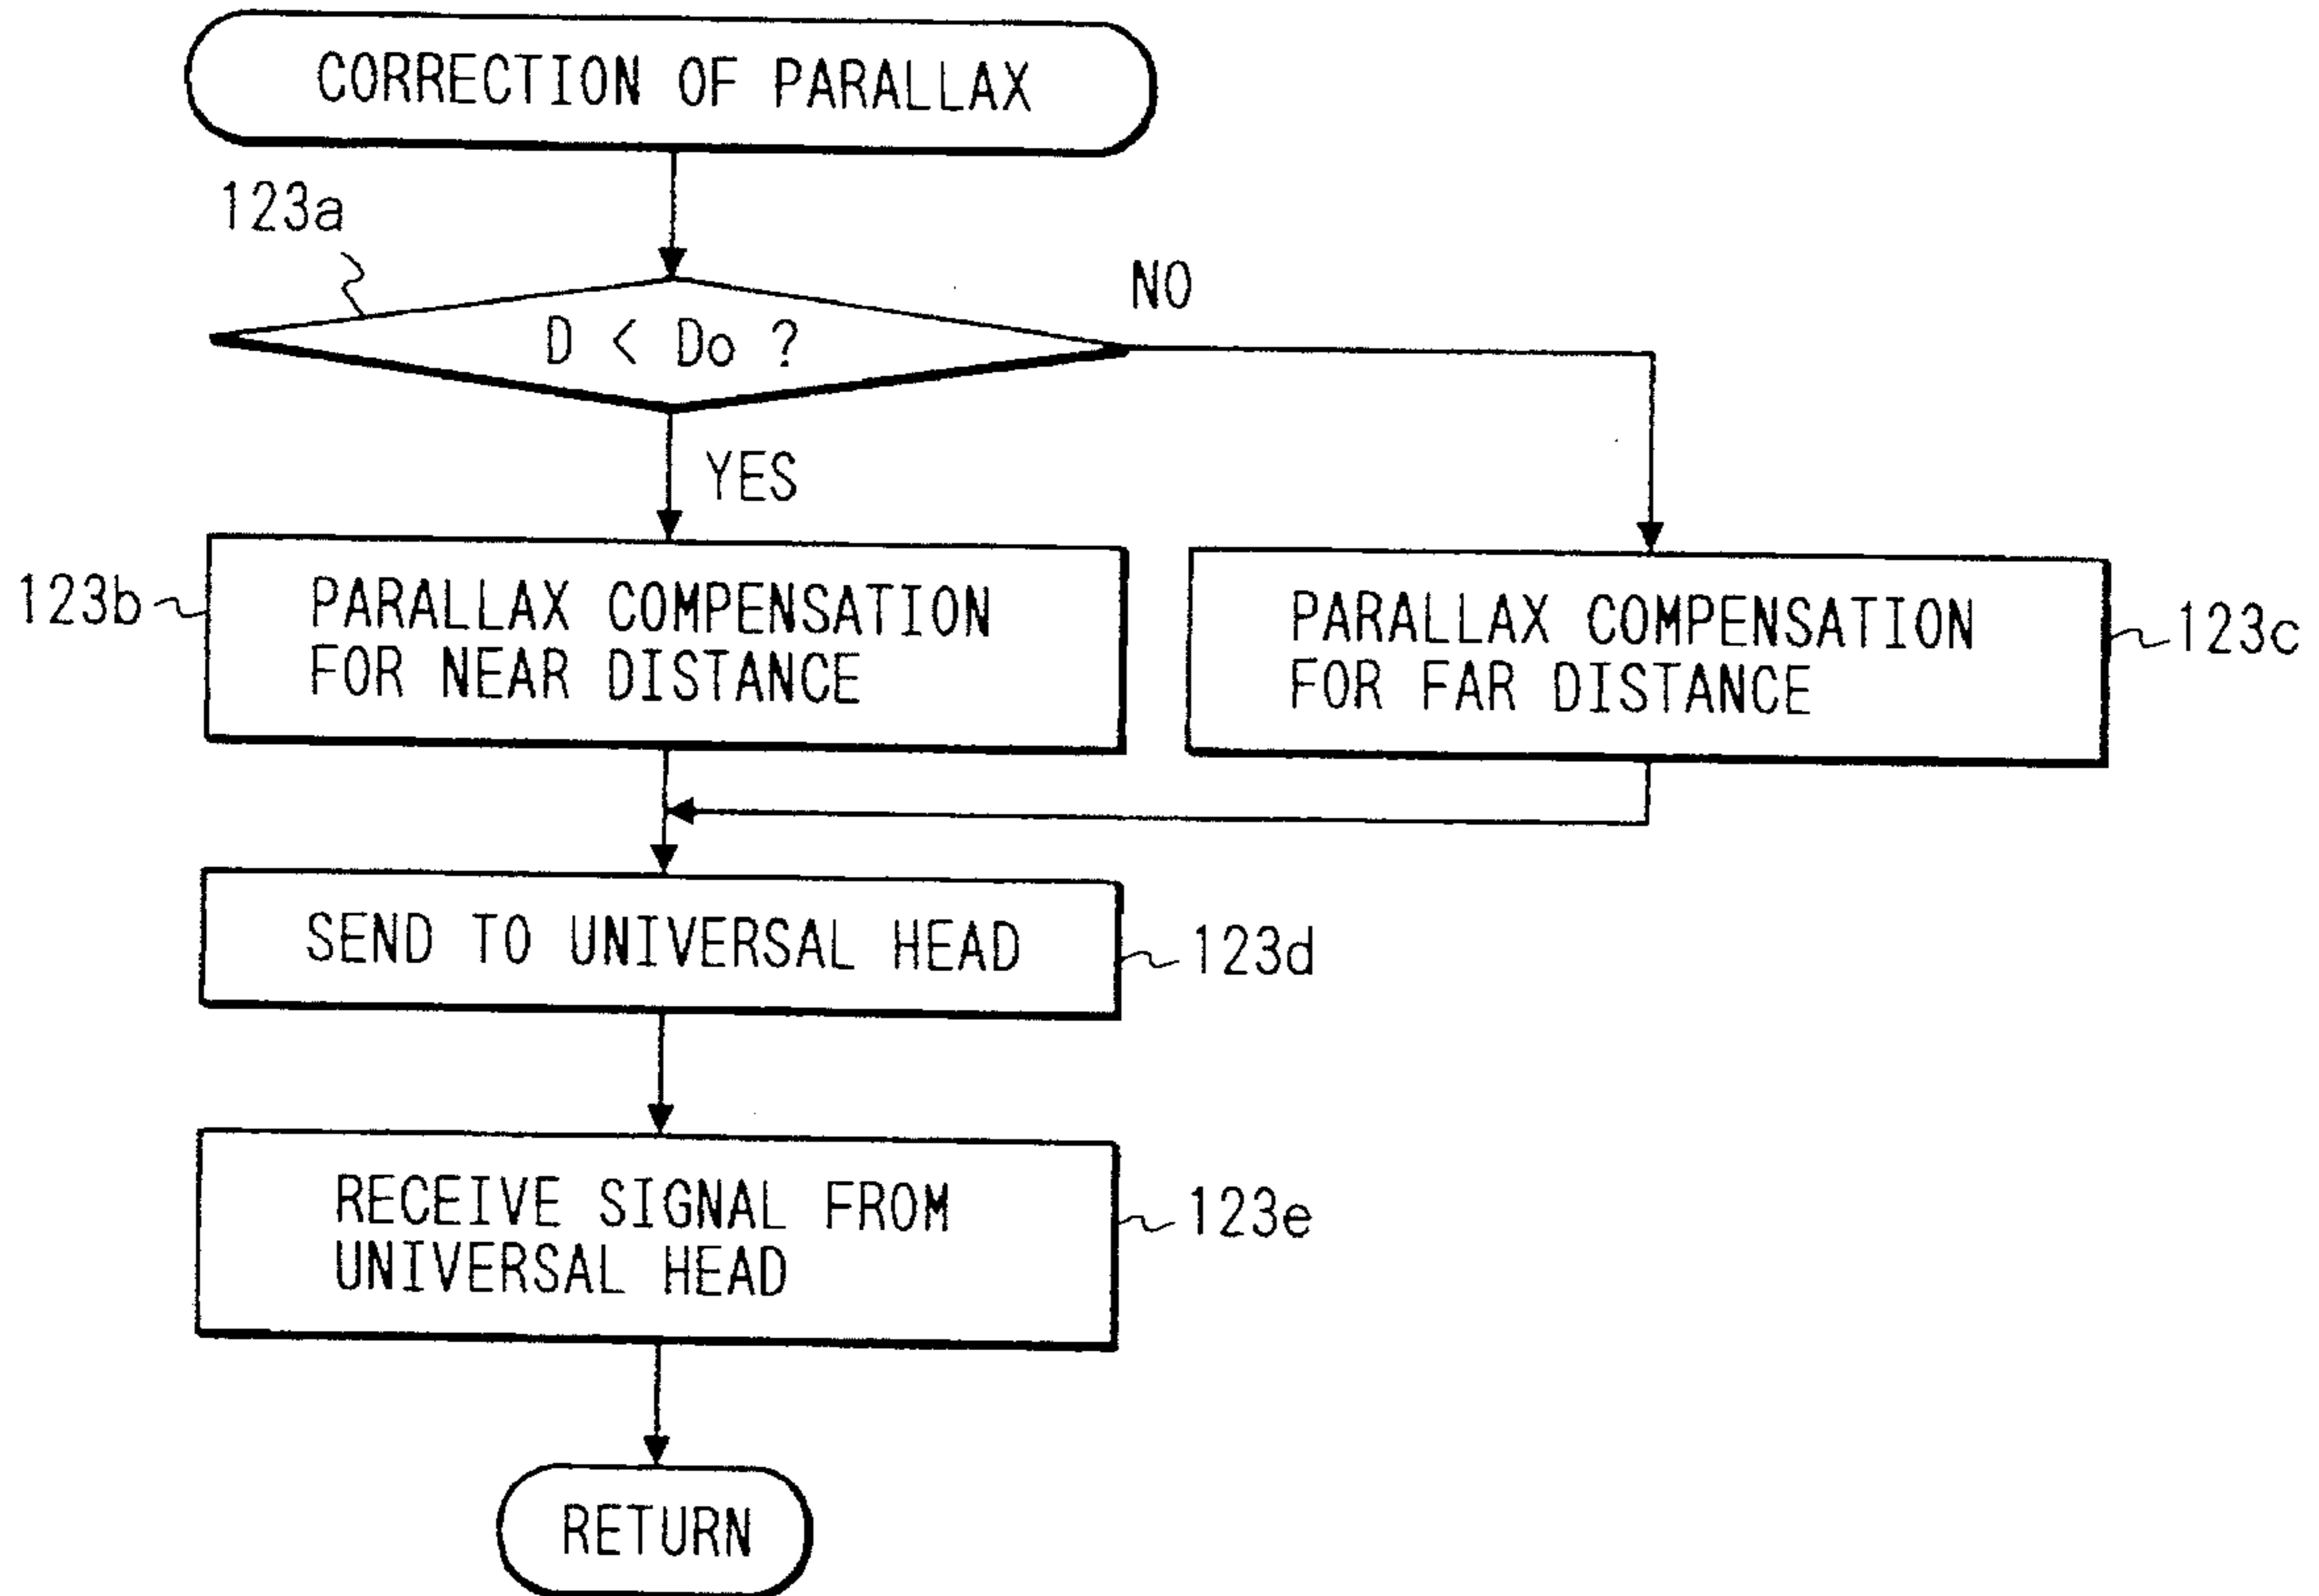 CORRECTION OF PARALLAX
123a
NO
D < Do ?
YES
123b
PARALLAX COMPENSATION
FOR NEAR DISTANCE
PARALLAX COMPENSATION
FOR FAR DISTANCE
123c
SEND TO UNIVERSAL HEAD
123d
RECEIVE SIGNAL FROM
UNIVERSAL HEAD
123e
RETURN